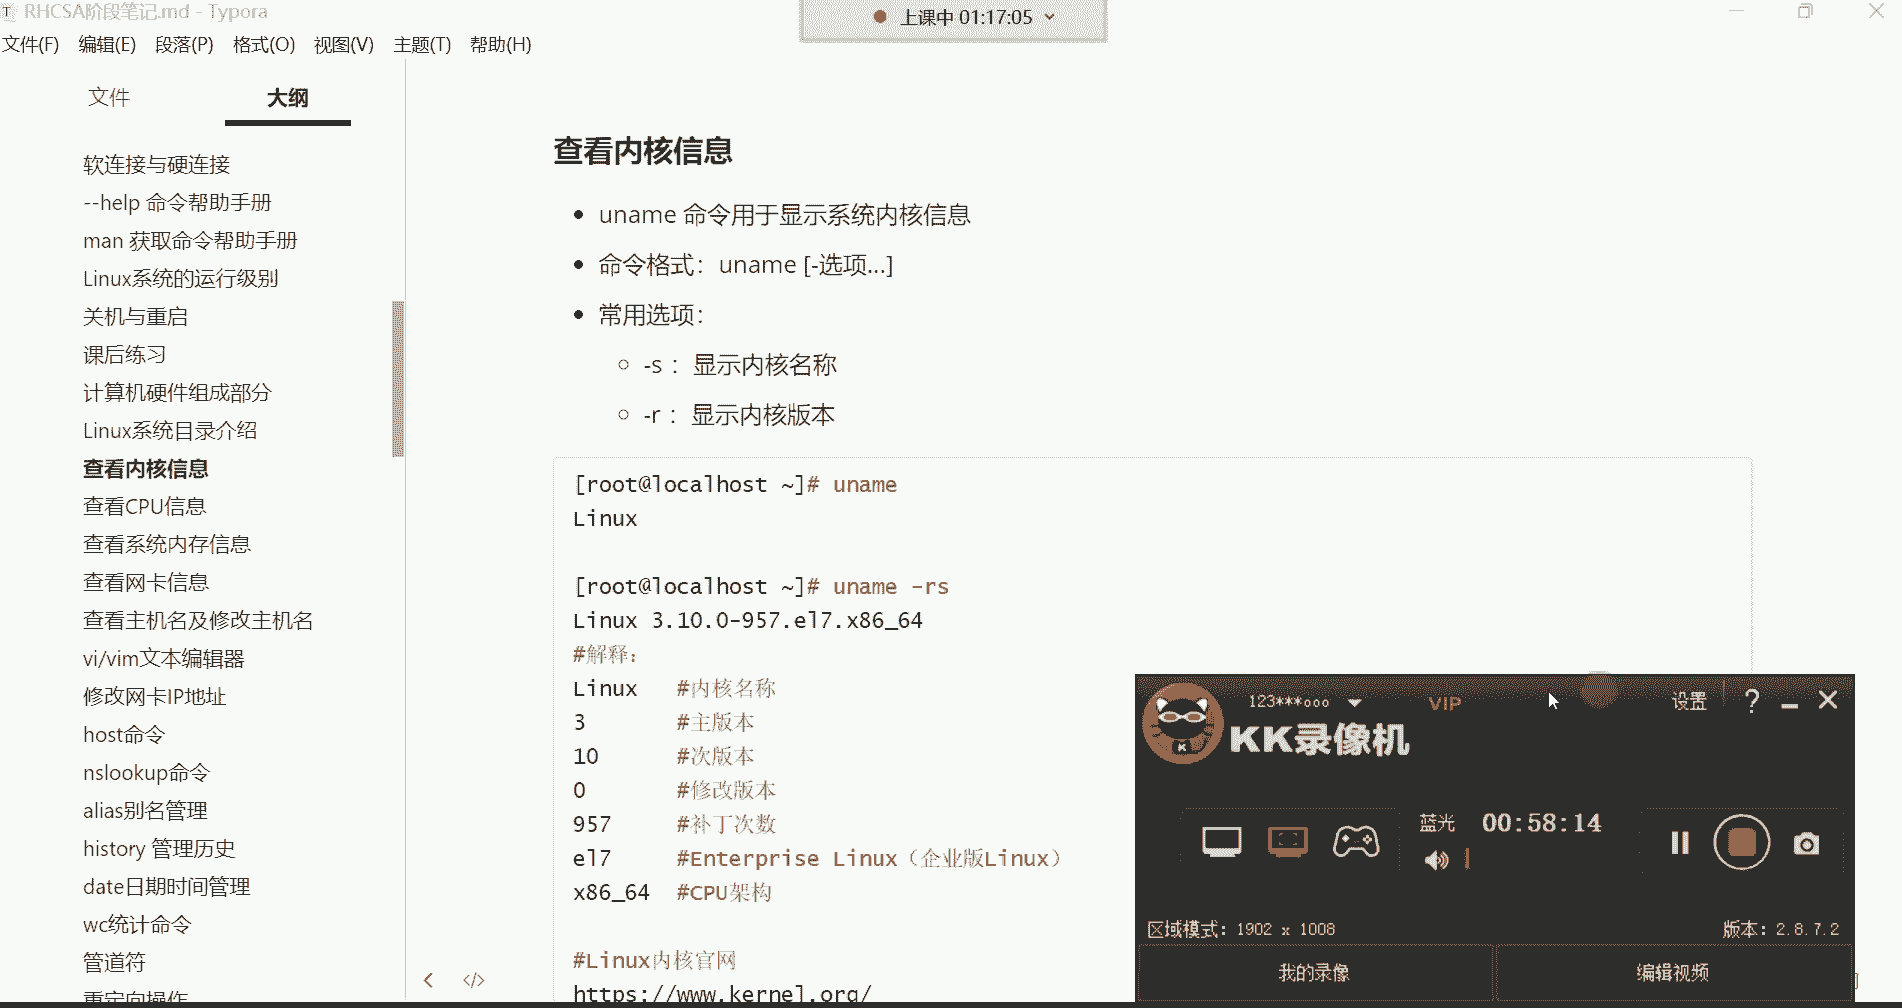 RHCSA阶段笔记.md - Typora
上课中 01:17:05
文件(F) 编辑(E) 段落(P) 格式(O) 视图(V) 主题(T) 帮助(H)
文件 大纲
软连接与硬连接
--help 命令帮助手册
man 获取命令帮助手册
Linux系统的运行级别
关机与重启
课后练习
计算机硬件组成部分
Linux系统目录介绍
查看内核信息
查看CPU信息
查看系统内存信息
查看网卡信息
查看主机名及修改主机名
vi/vim文本编辑器
修改网卡IP地址
host命令
nslookup命令
alias别名管理
history 管理历史
date日期时间管理
wc统计命令
管道符
重定向操作
查看内核信息
uname 命令用于显示系统内核信息
命令格式：uname [-选项...]
常用选项：
-s ：显示内核名称
-r ：显示内核版本
[root@localhost ~]# uname
Linux
[root@localhost ~]# uname -rs
Linux 3.10.0-957.el7.x86_64
#解释：
Linux #内核名称
3 #主版本
10 #次版本
0 #修改版本
957 #补丁次数
el7 #Enterprise Linux（企业版Linux）
x86_64 #CPU架构
#Linux内核官网
https://www.kernel.org/
123***ooo VIP 设置 ?
KK录像机
蓝光 00:58:14
区域模式：1902 x 1008 版本：2.8.7.2
我的录像 编辑视频